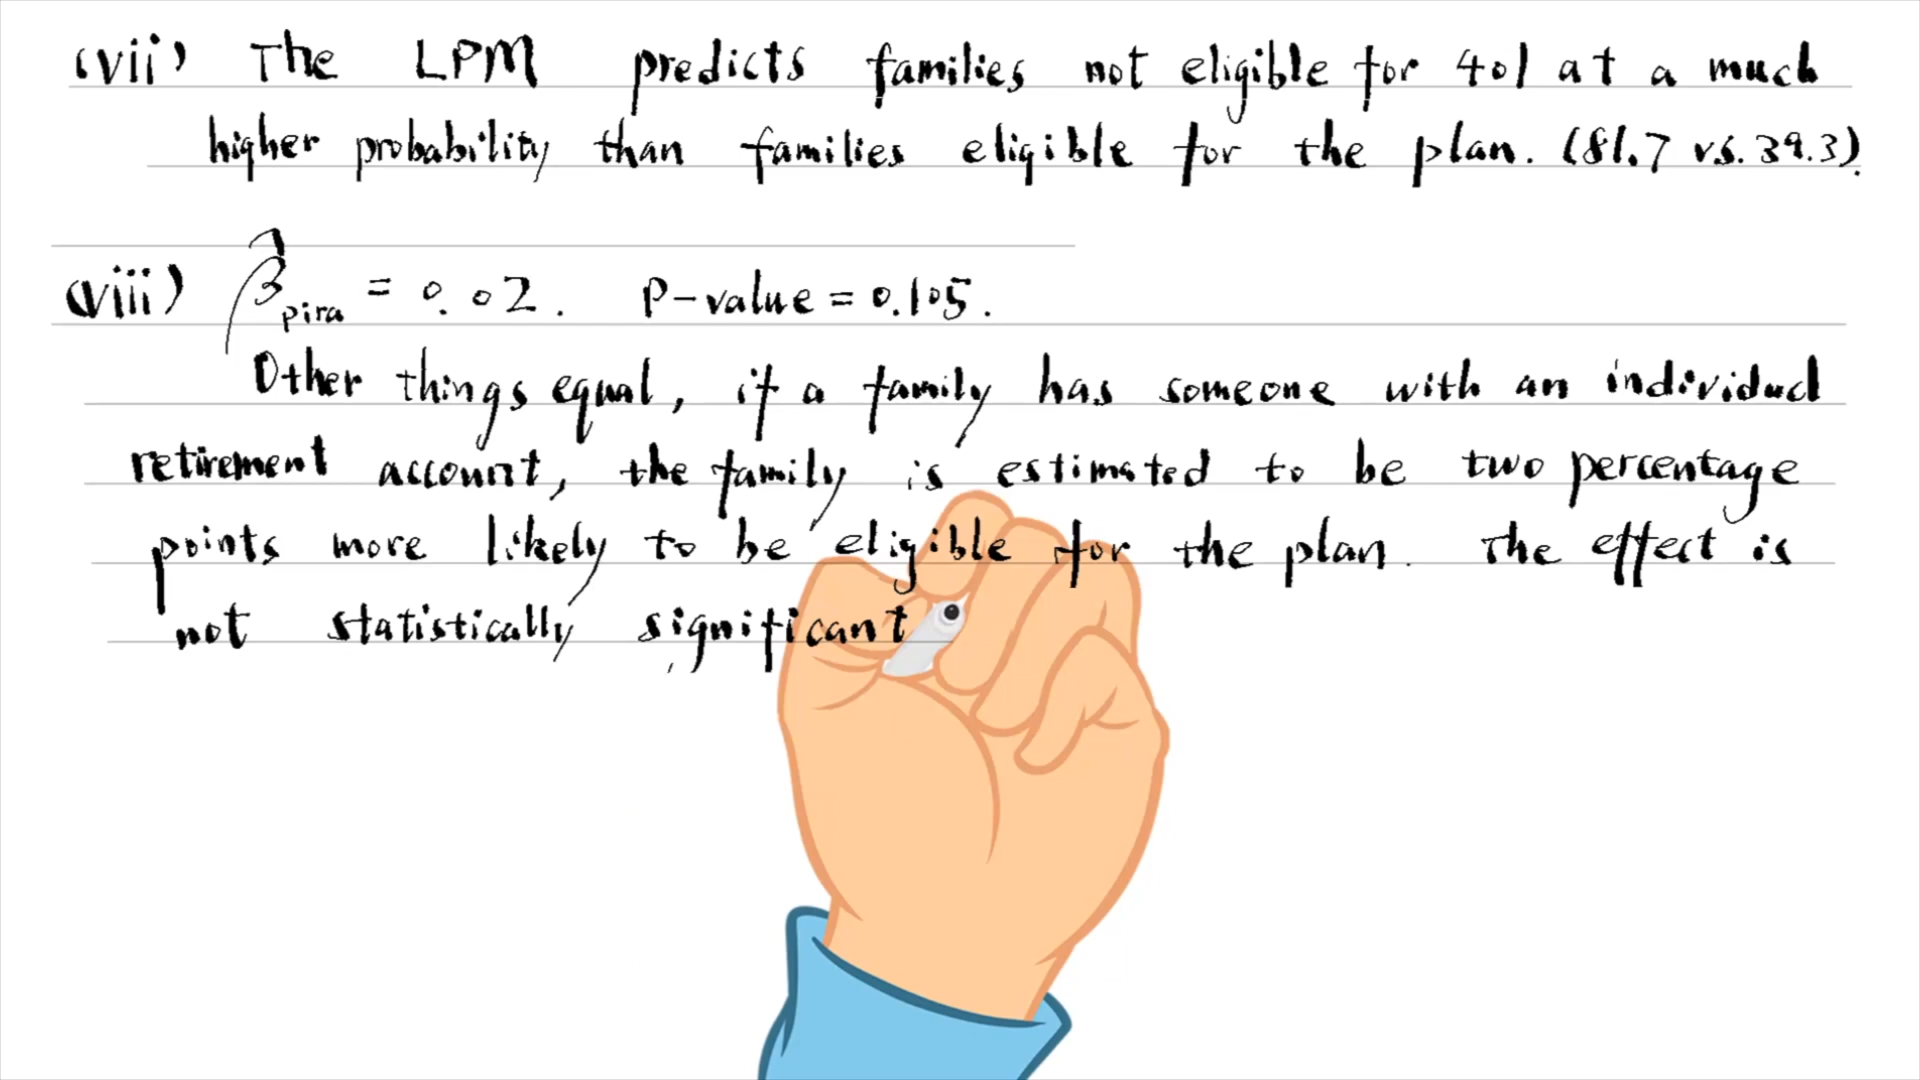 (vii) The LPM predicts families not eligible for 401 at a much
higher probability than families eligible for the plan. (81.7 vs. 39.3).
(viii) β̂pira = 0.02. P-value = 0.105.
Other things equal, if a family has someone with an individual
retirement account, the family is estimated to be two percentage
points more likely to be eligible for the plan. The effect is
not statistically significant